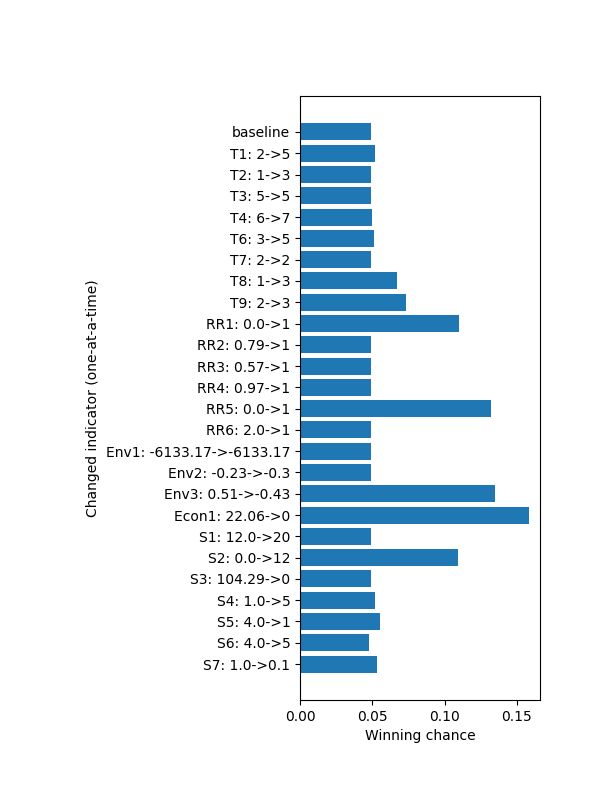 baseline
T1: 2->5
T2: 1->3
T3: 5->5
T4: 6->7
T6: 3->5
T7: 2->2
T8: 1->3
T9: 2->3
RR1: 0.0->1
RR2: 0.79->1
RR3: 0.57->1
RR4: 0.97->1
RR5: 0.0->1
RR6: 2.0->1
Env1: -6133.17->-6133.17
Env2: -0.23->-0.3
Env3: 0.51->-0.43
Econ1: 22.06->0
S1: 12.0->20
S2: 0.0->12
S3: 104.29->0
S4: 1.0->5
S5: 4.0->1
S6: 4.0->5
S7: 1.0->0.1
Changed indicator (one-at-a-time)
0.00 0.05 0.10 0.15
Winning chance